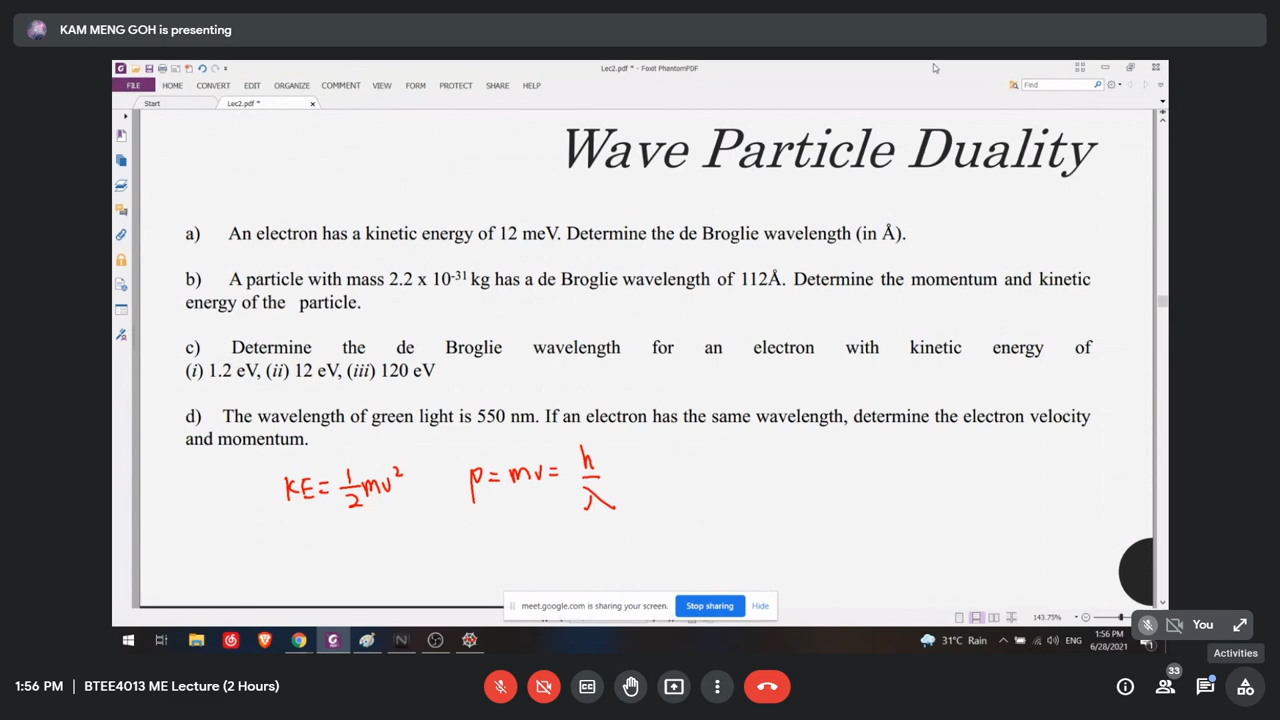 KAM MENG GOH is presenting
Lec2.pdf * - Foxit PhantomPDF
FILE HOME CONVERT EDIT ORGANIZE COMMENT VIEW FORM PROTECT SHARE HELP Find
Start Lec2.pdf *
Wave Particle Duality
a) An electron has a kinetic energy of 12 meV. Determine the de Broglie wavelength (in Å).
b) A particle with mass 2.2 x 10⁻³¹ kg has a de Broglie wavelength of 112Å. Determine the momentum and kinetic
energy of the particle.
c) Determine the de Broglie wavelength for an electron with kinetic energy of
(i) 1.2 eV, (ii) 12 eV, (iii) 120 eV
d) The wavelength of green light is 550 nm. If an electron has the same wavelength, determine the electron velocity
and momentum.
KE = 1/2 mv² p = mv = h/λ
meet.google.com is sharing your screen. Stop sharing Hide
143.75%
You
31°C Rain ENG 1:56 PM
6/28/2021
Activities
1:56 PM | BTEE4013 ME Lecture (2 Hours) 33